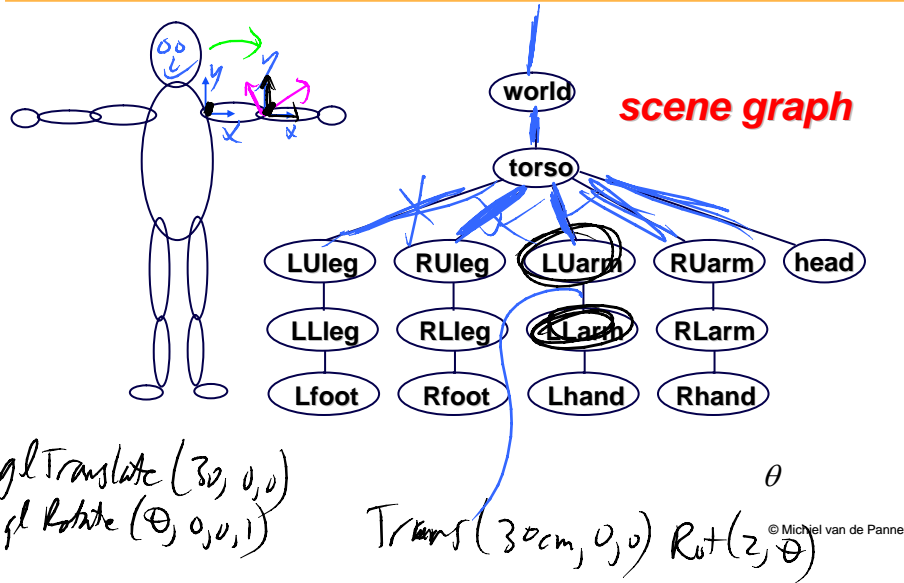 world
scene graph
torso
y y
x x
LUleg RUleg LUarm RUarm head
LLleg RLleg LLarm RLarm
Lfoot Rfoot Lhand Rhand
glTranslate (30, 0, 0)
gl Rotate (θ, 0, 0, 1)
θ
Trans (30cm, 0, 0) Rot (z, θ)
© Michiel van de Panne